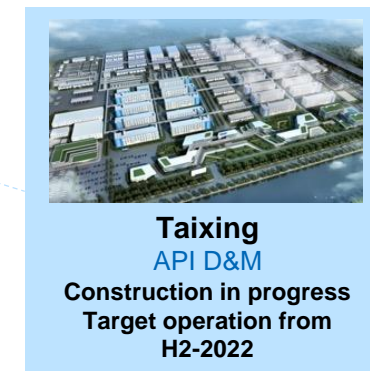 Taixing
API D&M
Construction in progress
Target operation from
H2-2022